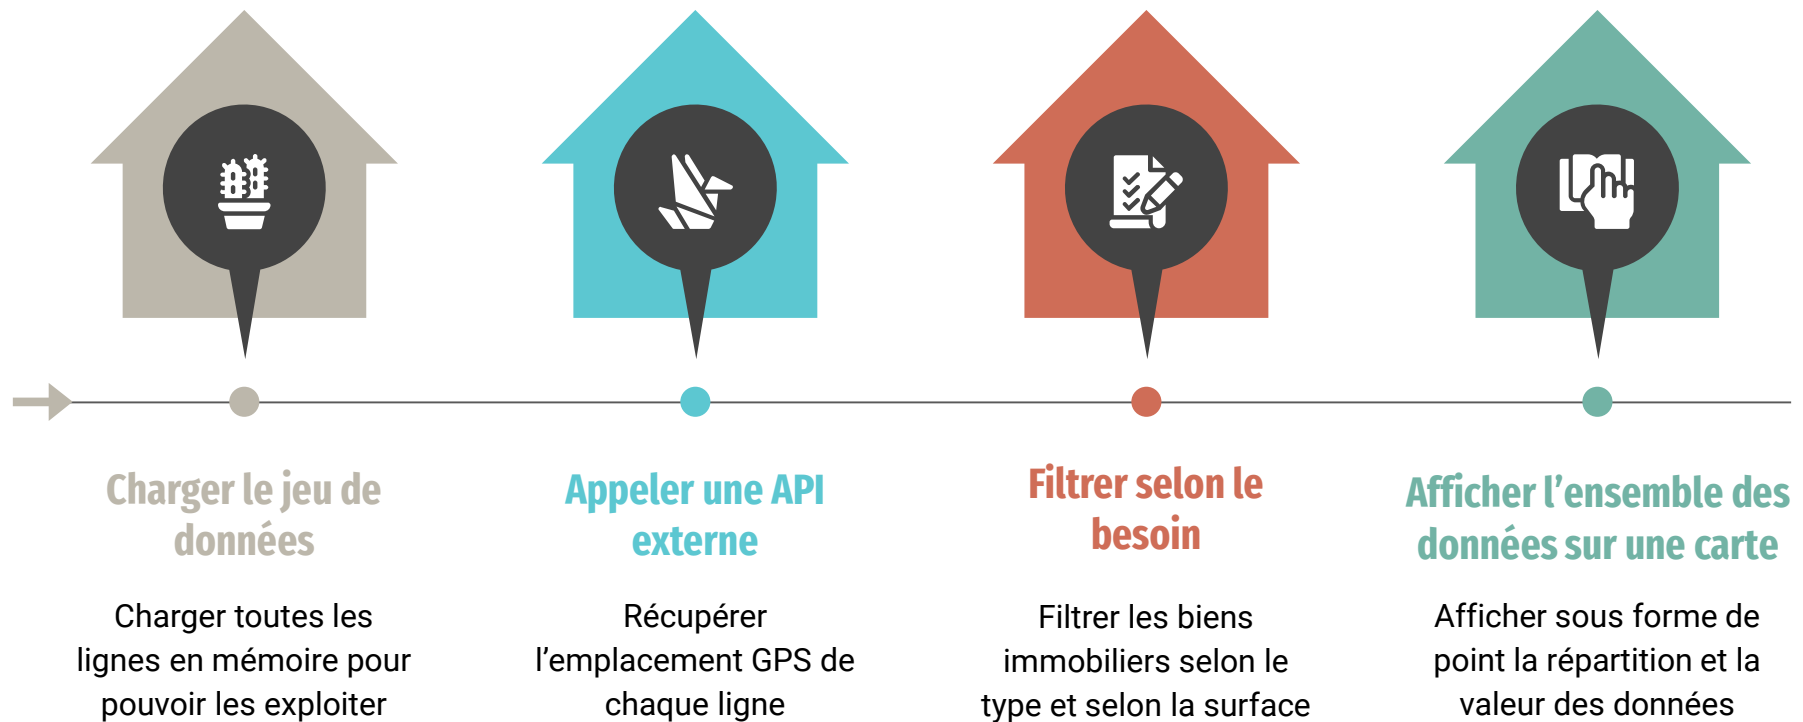 Charger le jeu de
données
Charger toutes les
lignes en mémoire pour
pouvoir les exploiter
Appeler une API
externe
Récupérer
l’emplacement GPS de
chaque ligne
Filtrer selon le
besoin
Filtrer les biens
immobiliers selon le
type et selon la surface
Afficher l’ensemble des
données sur une carte
Afficher sous forme de
point la répartition et la
valeur des données